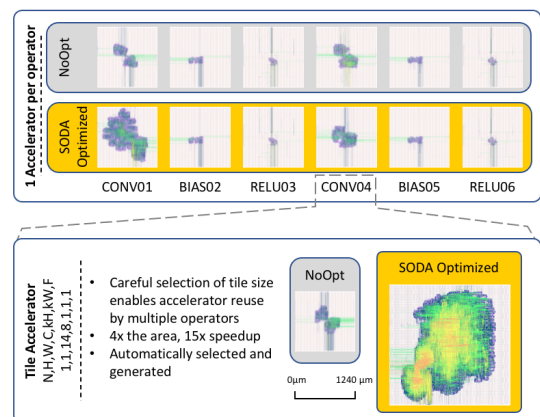 1 Accelerator per operator
NoOpt
SODA
Optimized
CONV01 BIAS02 RELU03 CONV04 BIAS05 RELU06
Tile Accelerator
N,H,W,C,kH,kW,F
1,1,14,8,1,1,1
• Careful selection of tile size
enables accelerator reuse
by multiple operators
• 4x the area, 15x speedup
• Automatically selected and
generated
NoOpt
0μm 1240 μm
SODA Optimized